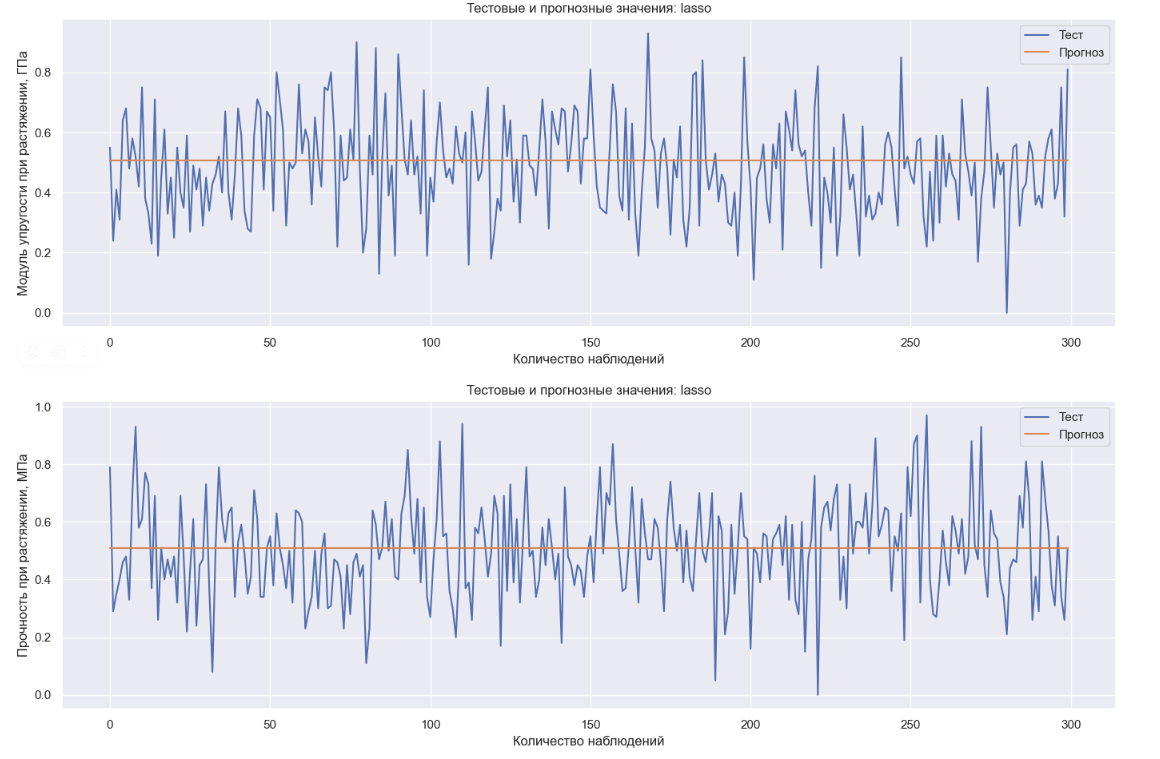 Тестовые и прогнозные значения: lasso
Тест
Прогноз
Модуль упругости при растяжении, ГПа
0.8
0.6
0.4
0.2
0.0
0 50 100 150 200 250 300
Количество наблюдений
Тестовые и прогнозные значения: lasso
Тест
Прогноз
Прочность при растяжении, МПа
1.0
0.8
0.6
0.4
0.2
0.0
0 50 100 150 200 250 300
Количество наблюдений